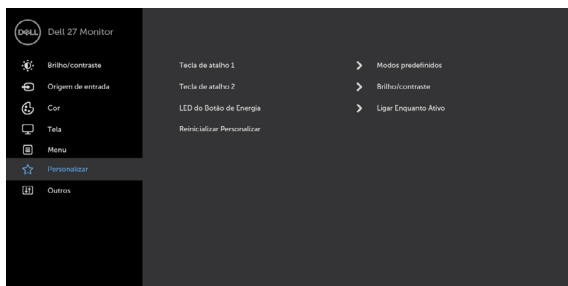 DELL Dell 27 Monitor
Brilho/contraste
Tecla de atalho 1 Modos predefinidos
Origem de entrada
Tecla de atalho 2 Brilho/contraste
Cor
LED do Botão de Energia Ligar Enquanto Ativo
Tela
Reinicializar Personalizar
Menu
Personalizar
Outros